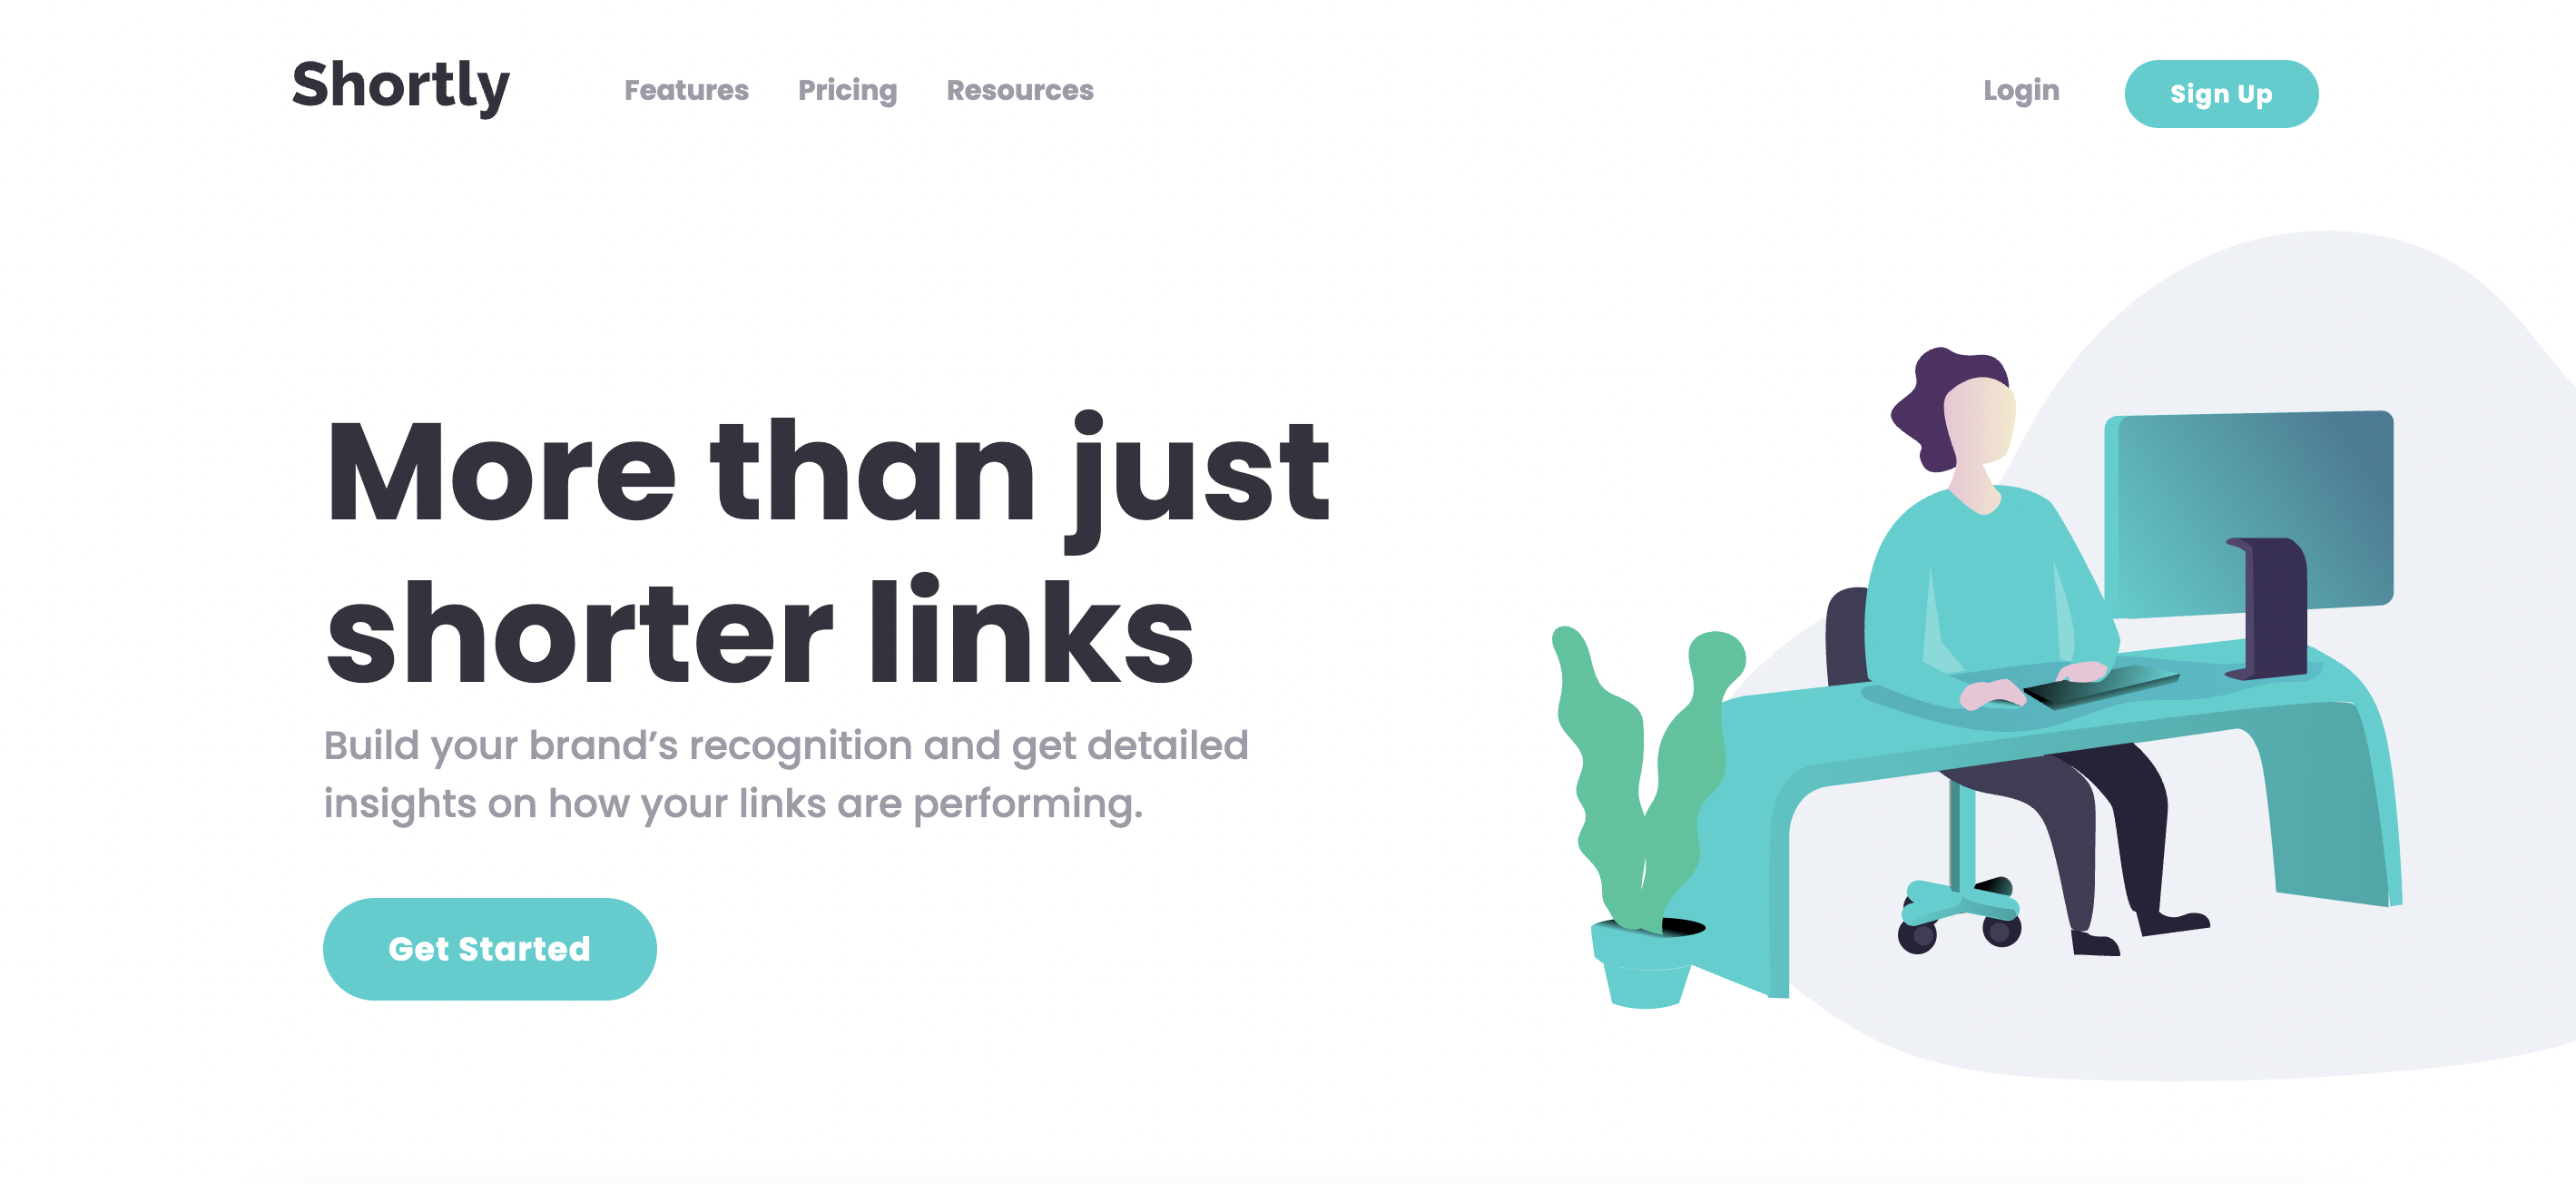 Shortly Features Pricing Resources Login Sign Up
More than just
shorter links
Build your brand’s recognition and get detailed
insights on how your links are performing.
Get Started